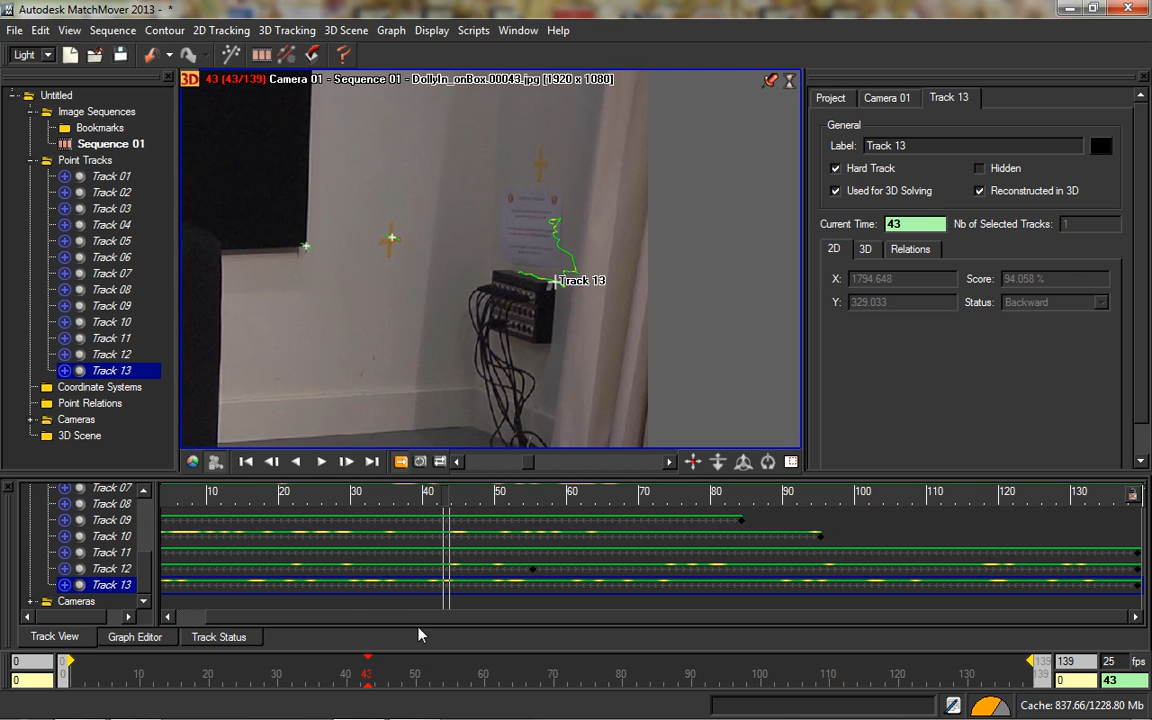 Autodesk MatchMover 2013 - *
File Edit View Sequence Contour 2D Tracking 3D Tracking 3D Scene Graph Display Scripts Window Help
Light
Untitled
Image Sequences
Bookmarks
Sequence 01
Point Tracks
Track 01
Track 02
Track 03
Track 04
Track 05
Track 06
Track 07
Track 08
Track 09
Track 10
Track 11
Track 12
Track 13
Coordinate Systems
Point Relations
Cameras
3D Scene
3D 43 (43/139) Camera 01 - Sequence 01 - DollyIn_onBox.00043.jpg [1920 x 1080]
Track 13
Project Camera 01 Track 13
General
Label: Track 13
Hard Track Hidden
Used for 3D Solving Reconstructed in 3D
Current Time: 43 Nb of Selected Tracks: 1
2D 3D Relations
X: 1794.648 Score: 94.058 %
Y: 329.033 Status: Backward
10 20 30 40 50 60 70 80 90 100 110 120 130
Track 07
Track 08
Track 09
Track 10
Track 11
Track 12
Track 13
Cameras
Track View Graph Editor Track Status
0 0 139 139 25 fps
0 0 10 20 30 43 40 50 60 70 80 90 100 110 120 130 139 0 43
Cache: 837.66/1228.80 Mb